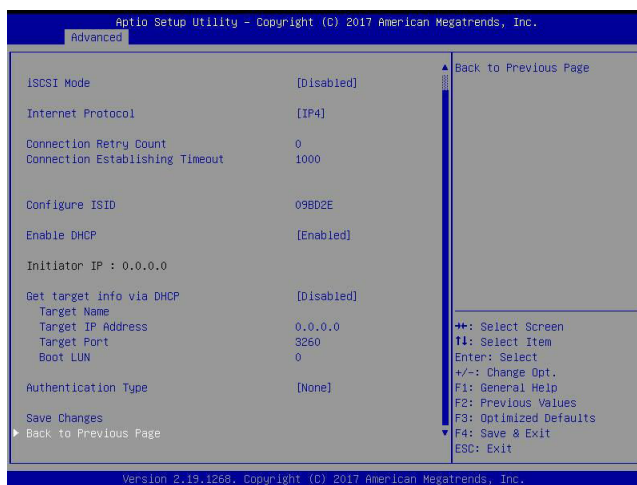 Aptio Setup Utility – Copyright (C) 2017 American Megatrends, Inc.
Advanced
iSCSI Mode [Disabled]
Internet Protocol [IP4]
Connection Retry Count 0
Connection Establishing Timeout 1000
Configure ISID 09BD2E
Enable DHCP [Enabled]
Initiator IP : 0.0.0.0
Get target info via DHCP [Disabled]
Target Name
Target IP Address 0.0.0.0
Target Port 3260
Boot LUN 0
Authentication Type [None]
Save Changes
Back to Previous Page
Back to Previous Page
→←: Select Screen
↑↓: Select Item
Enter: Select
+/-: Change Opt.
F1: General Help
F2: Previous Values
F3: Optimized Defaults
F4: Save & Exit
ESC: Exit
Version 2.19.1268. Copyright (C) 2017 American Megatrends, Inc.